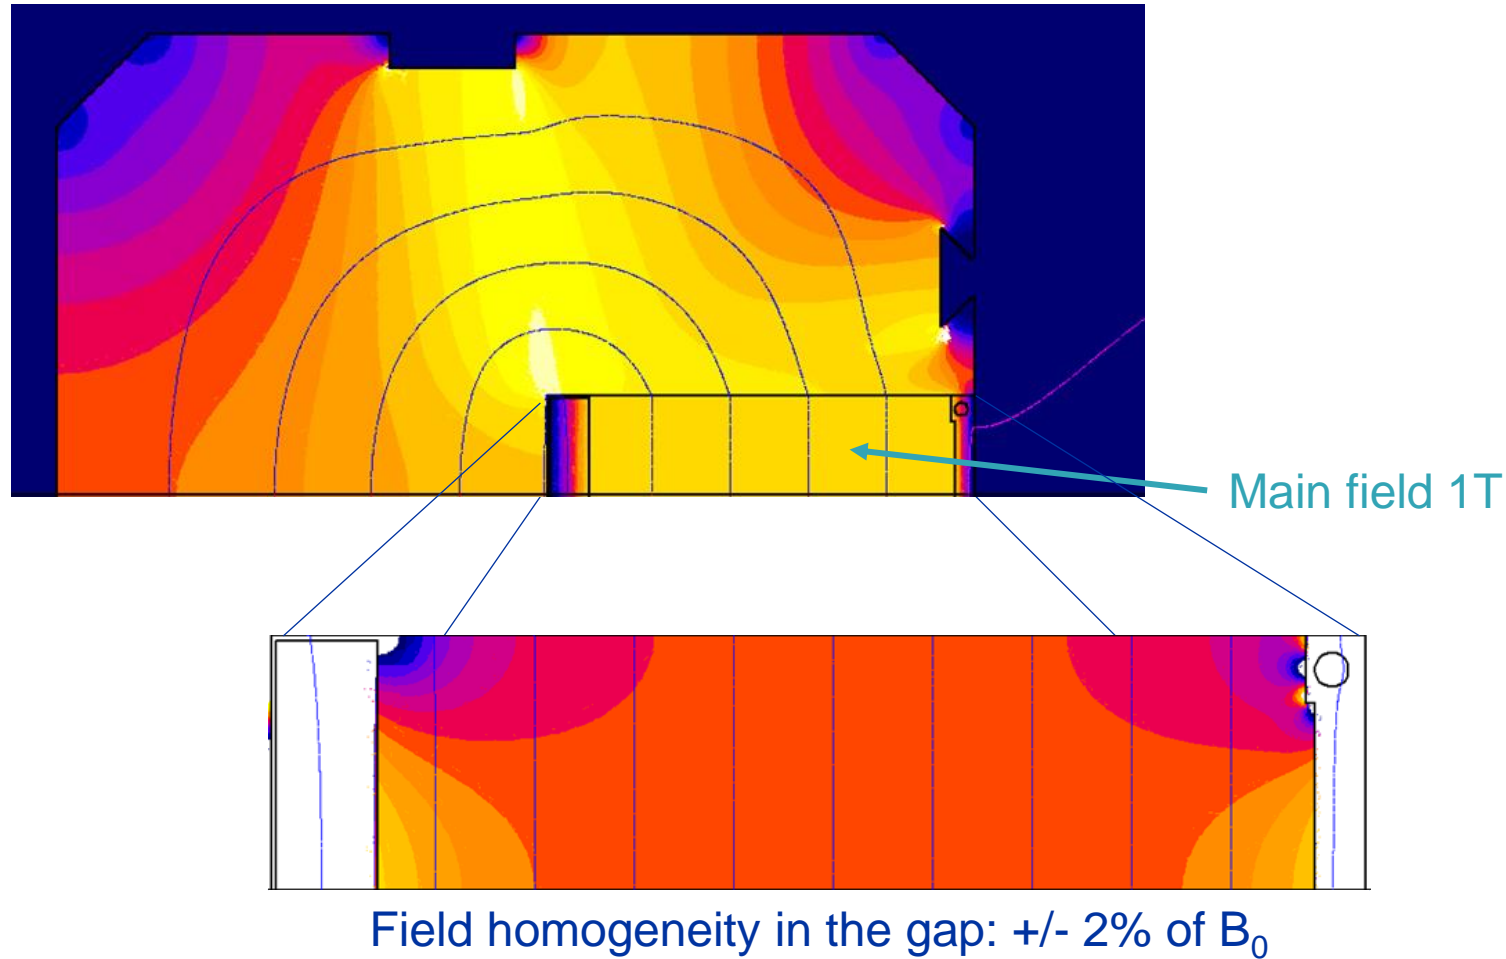 Main field 1T
Field homogeneity in the gap: +/- 2% of B₀